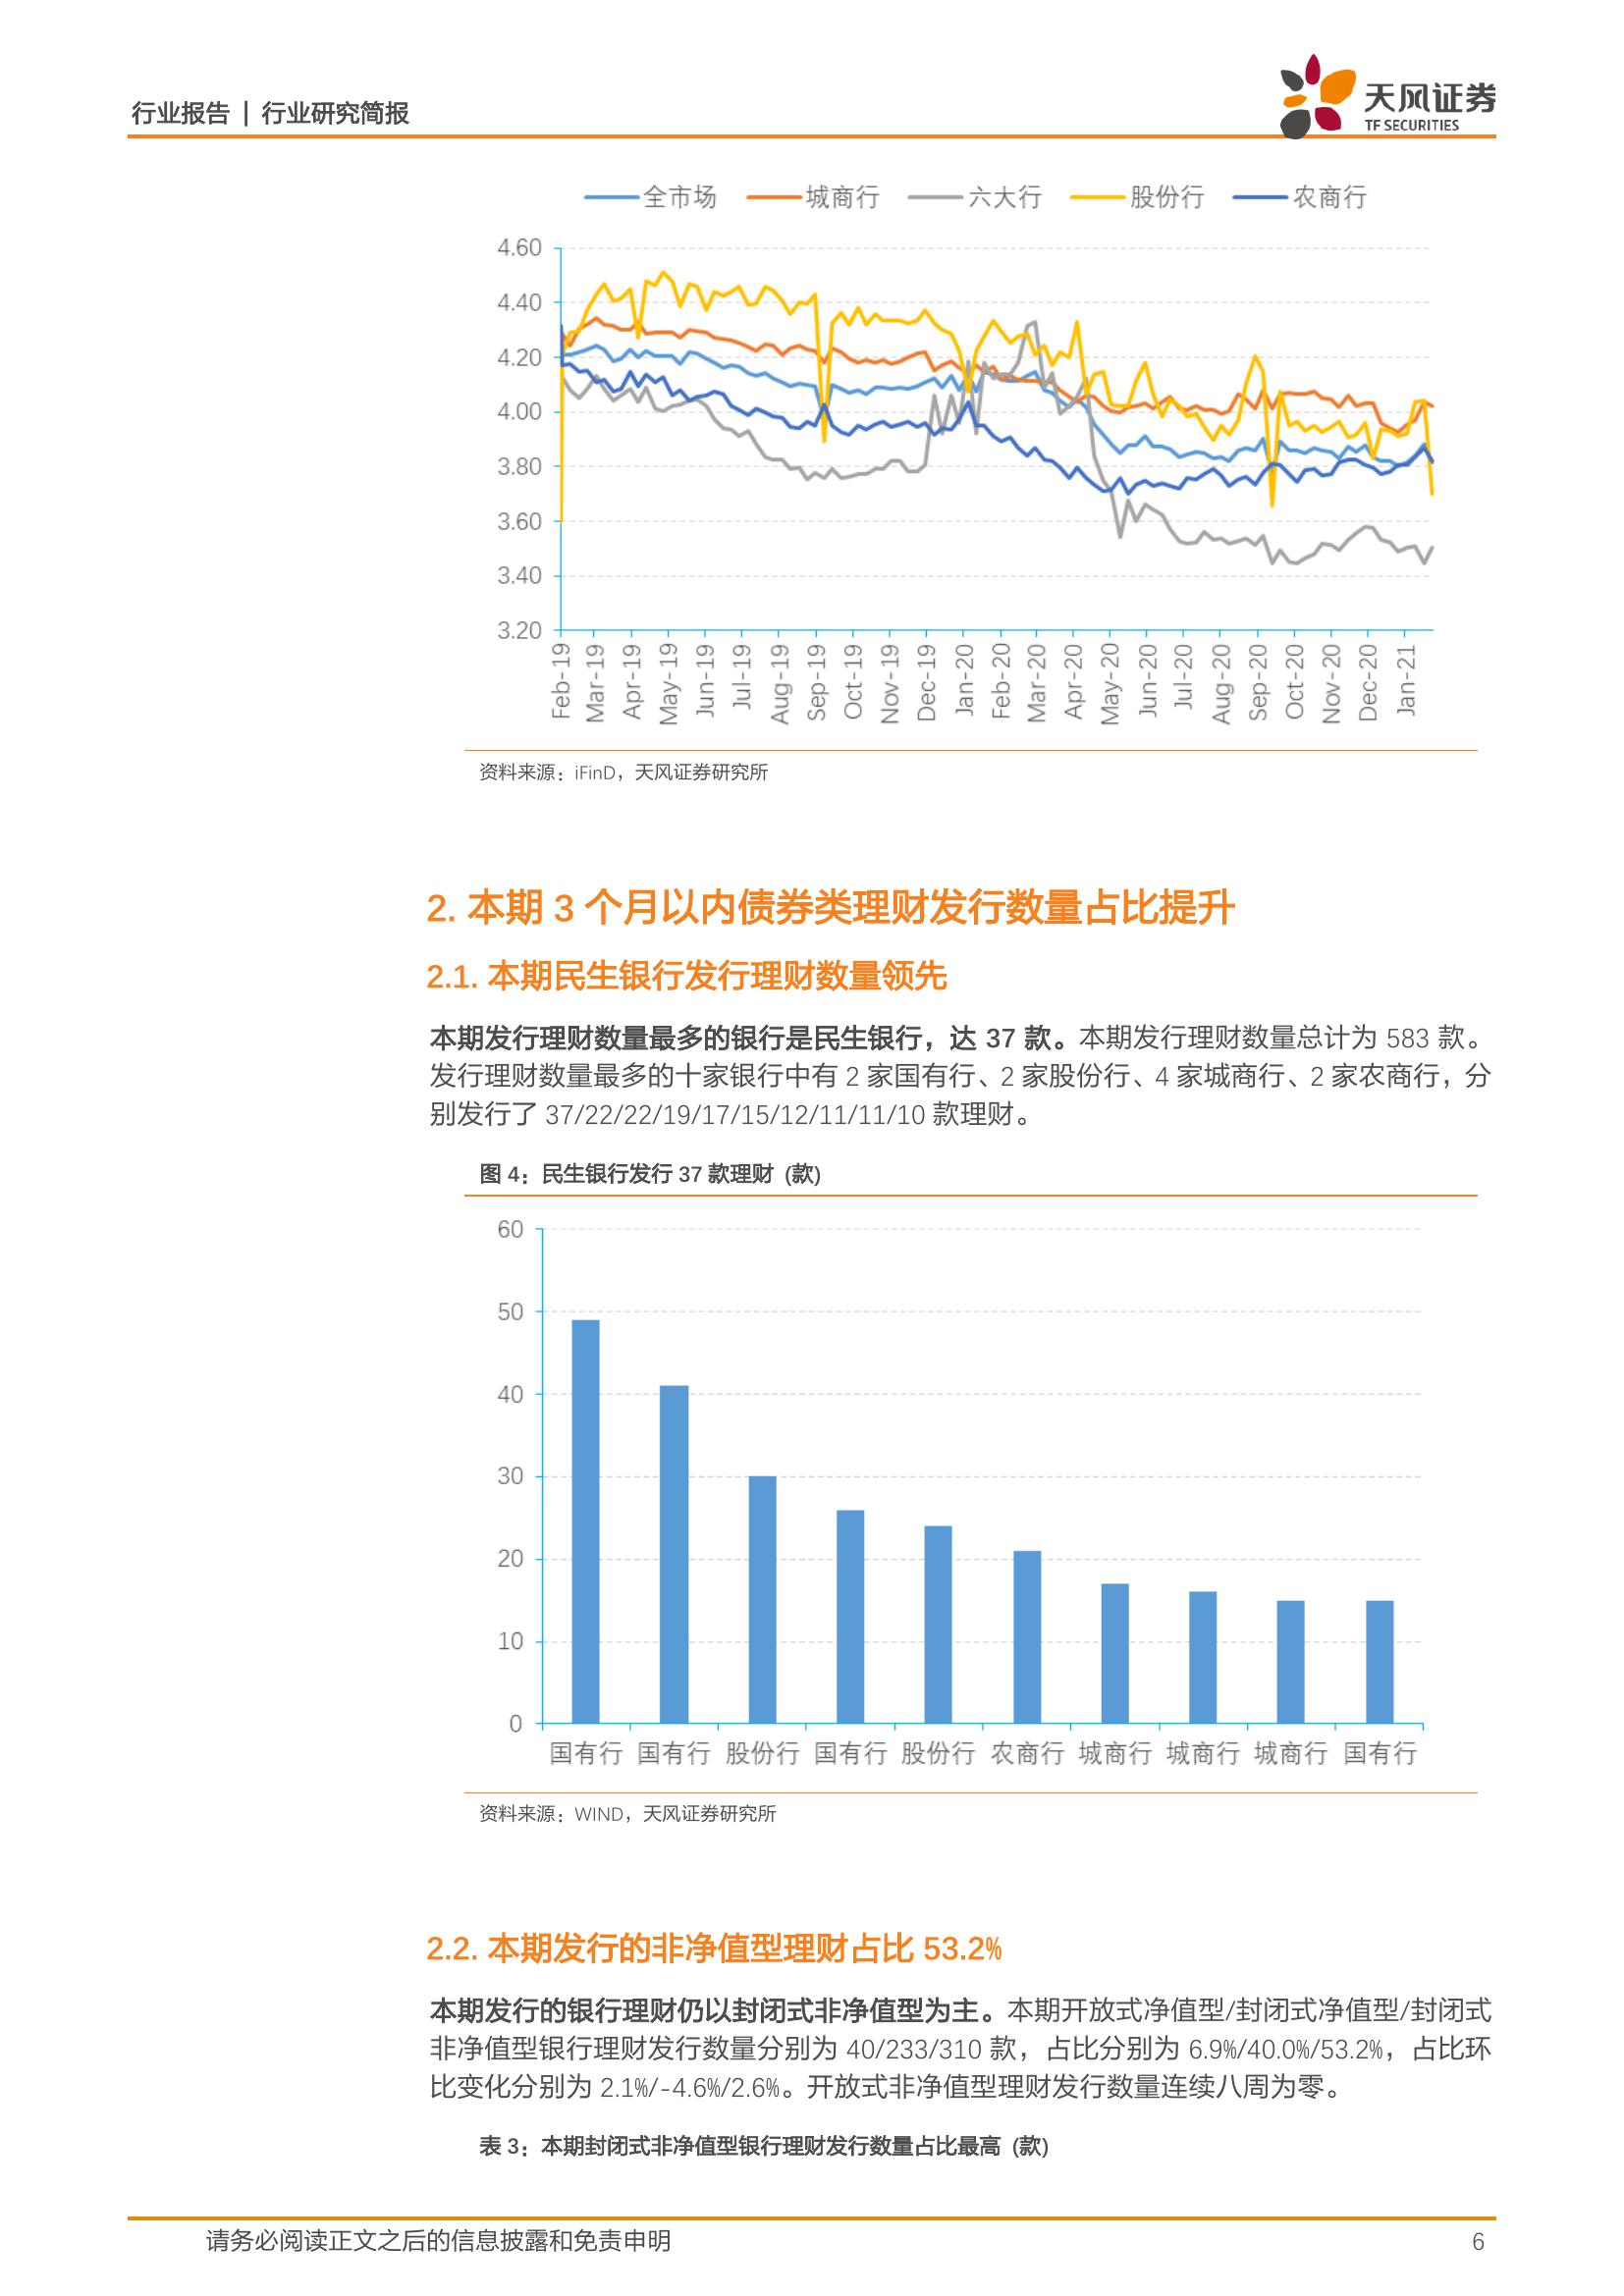 行业报告 | 行业研究简报
天风证券
TF SECURITIES
全市场 城商行 六大行 股份行 农商行
4.60
4.40
4.20
4.00
3.80
3.60
3.40
3.20
Feb-19 Mar-19 Apr-19 May-19 Jun-19 Jul-19 Aug-19 Sep-19 Oct-19 Nov-19 Dec-19 Jan-20 Feb-20 Mar-20 Apr-20 May-20 Jun-20 Jul-20 Aug-20 Sep-20 Oct-20 Nov-20 Dec-20 Jan-21
资料来源：iFinD，天风证券研究所
2. 本期 3 个月以内债券类理财发行数量占比提升
2.1. 本期民生银行发行理财数量领先
本期发行理财数量最多的银行是民生银行，达 37 款。本期发行理财数量总计为 583 款。
发行理财数量最多的十家银行中有 2 家国有行、2 家股份行、4 家城商行、2 家农商行，分
别发行了 37/22/22/19/17/15/12/11/11/10 款理财。
图 4：民生银行发行 37 款理财 (款)
60
50
40
30
20
10
0
国有行 国有行 股份行 国有行 股份行 农商行 城商行 城商行 城商行 国有行
资料来源：WIND，天风证券研究所
2.2. 本期发行的非净值型理财占比 53.2%
本期发行的银行理财仍以封闭式非净值型为主。本期开放式净值型/封闭式净值型/封闭式
非净值型银行理财发行数量分别为 40/233/310 款，占比分别为 6.9%/40.0%/53.2%，占比环
比变化分别为 2.1%/-4.6%/2.6%。开放式非净值型理财发行数量连续八周为零。
表 3：本期封闭式非净值型银行理财发行数量占比最高 (款)
请务必阅读正文之后的信息披露和免责申明 6